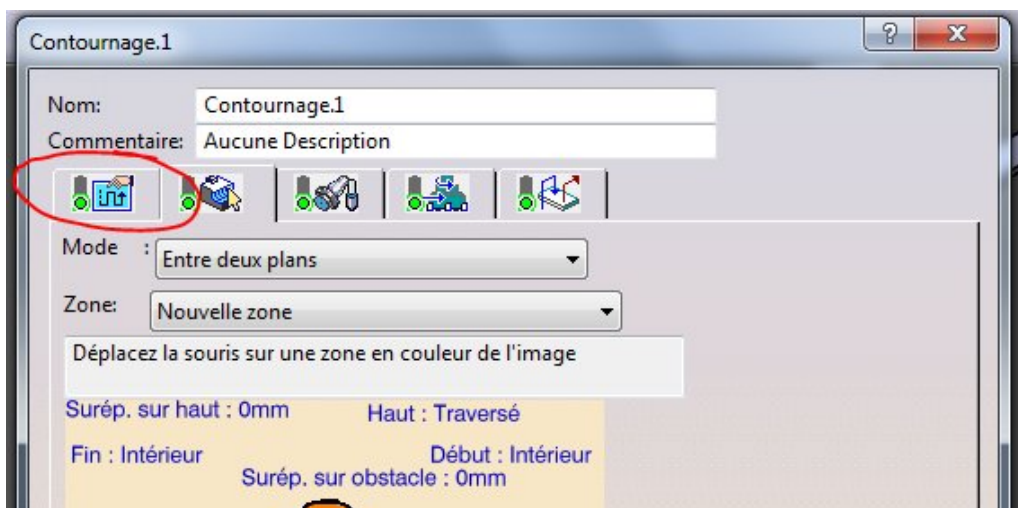 Contournage.1
Nom: Contournage.1
Commentaire: Aucune Description
Mode : Entre deux plans
Zone: Nouvelle zone
Déplacez la souris sur une zone en couleur de l'image
Surép. sur haut : 0mm Haut : Traversé
Fin : Intérieur Début : Intérieur
Surép. sur obstacle : 0mm